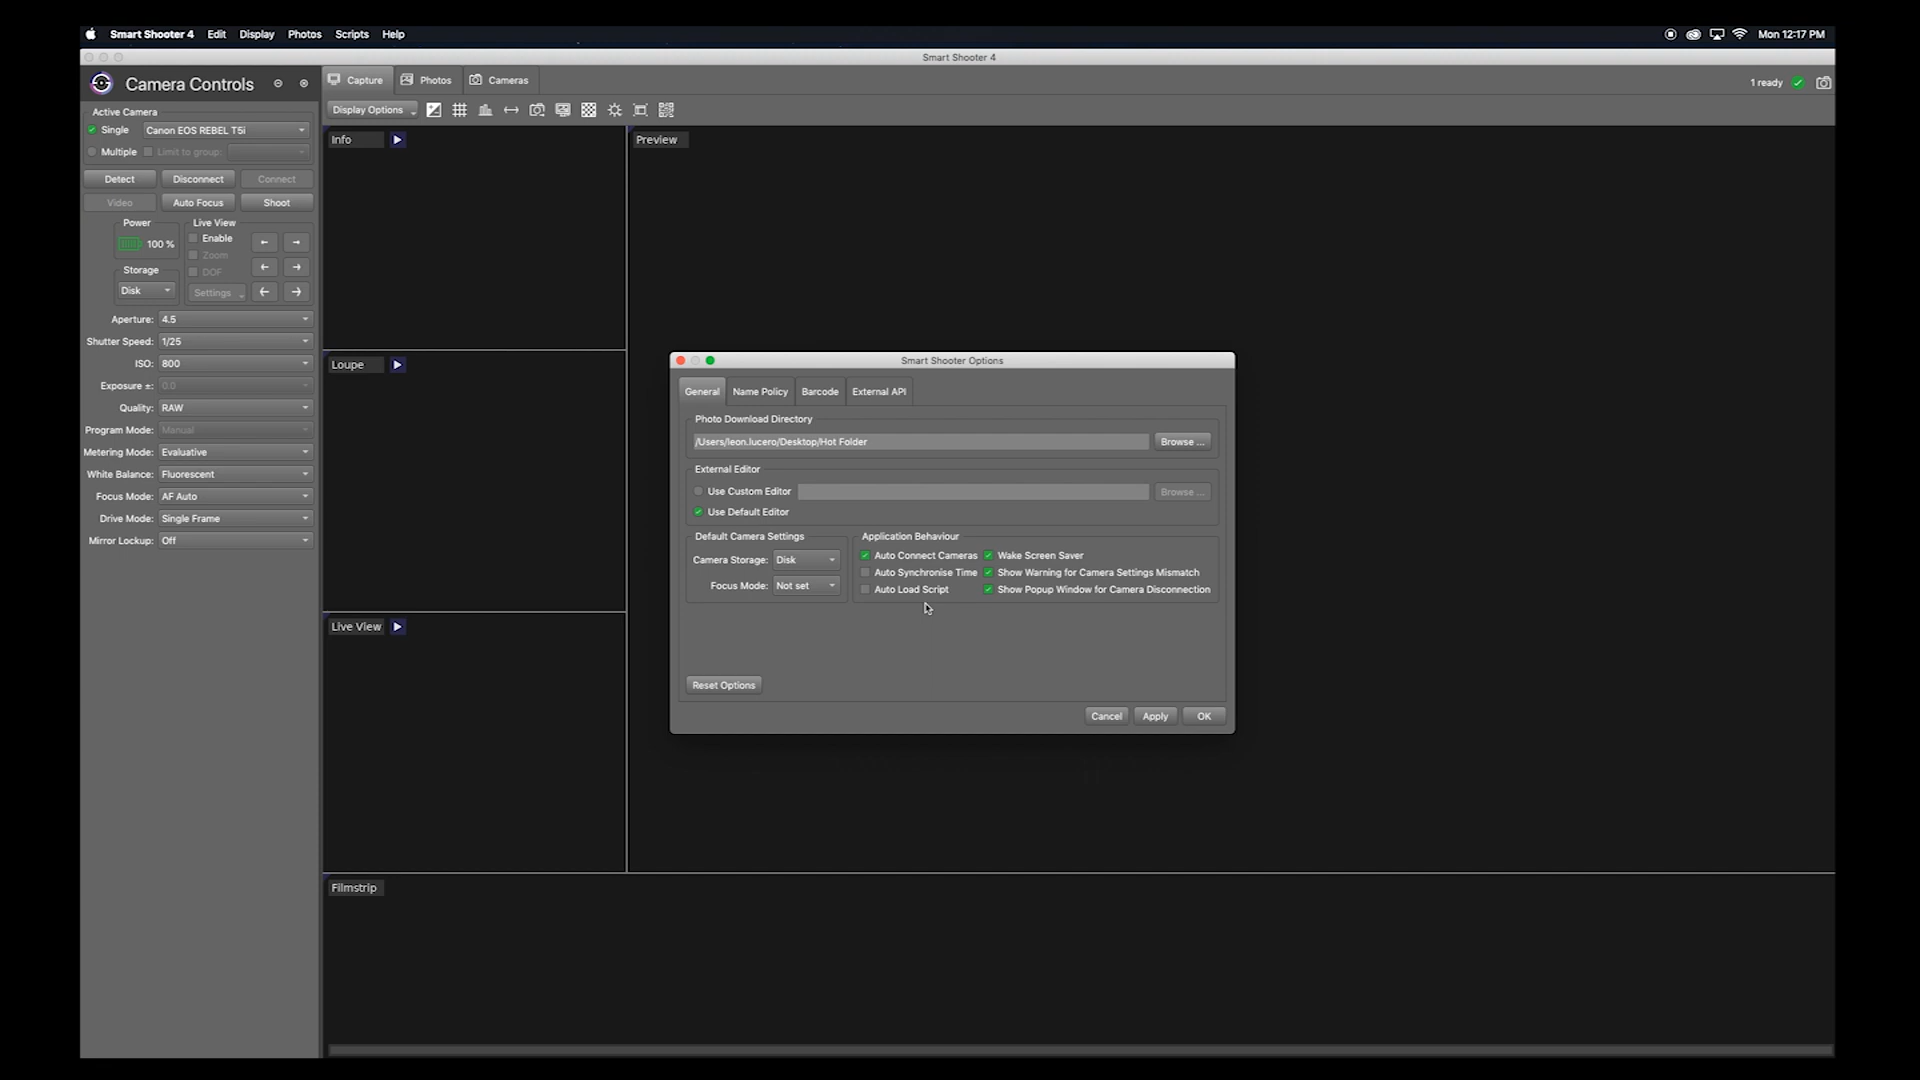 Smart Shooter 4 Edit Display Photos Scripts Help
Mon 12:17 PM
Smart Shooter 4
Camera Controls
Capture Photos Cameras
1 ready
Display Options
Active Camera
Single Canon EOS REBEL T5i
Multiple Limit to group:
Detect Disconnect Connect
Video Auto Focus Shoot
Power Live View
100 % Enable
Zoom
Storage DOF
Disk Settings
Aperture: 4.5
Shutter Speed: 1/25
ISO: 800
Exposure ±: 0.0
Quality: RAW
Program Mode: Manual
Metering Mode: Evaluative
White Balance: Fluorescent
Focus Mode: AF Auto
Drive Mode: Single Frame
Mirror Lockup: Off
Info
Preview
Loupe
Live View
Filmstrip
Smart Shooter Options
General Name Policy Barcode External API
Photo Download Directory
/Users/leon.lucero/Desktop/Hot Folder Browse ...
External Editor
Use Custom Editor Browse ...
Use Default Editor
Default Camera Settings Application Behaviour
Camera Storage: Disk Auto Connect Cameras Wake Screen Saver
Auto Synchronise Time Show Warning for Camera Settings Mismatch
Focus Mode: Not set Auto Load Script Show Popup Window for Camera Disconnection
Reset Options
Cancel Apply OK